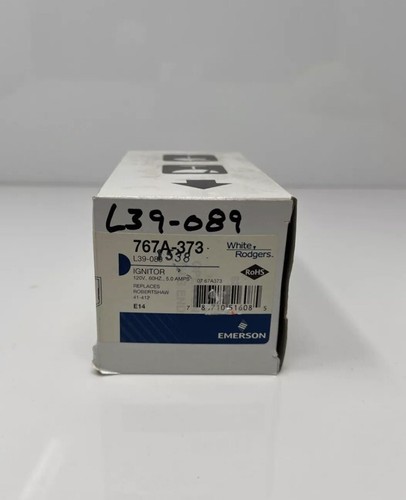 L39-089
767A-373
White
Rodgers.
L39-089
1338
RoHS
IGNITOR
120V, 60HZ., 5.0 AMPS
REPLACES
ROBERTSHAW
41-412
E14
EMERSON